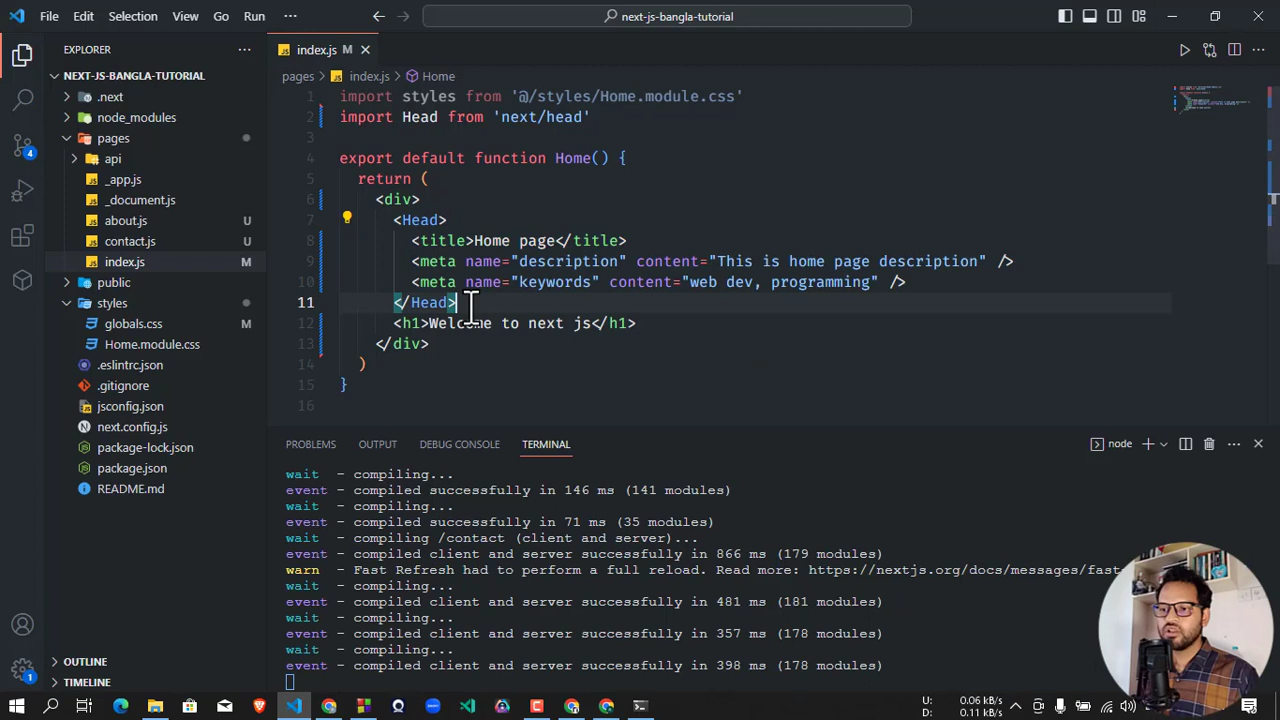 File Edit Selection View Go Run ··· next-js-bangla-tutorial
EXPLORER ···
NEXT-JS-BANGLA-TUTORIAL
.next
node_modules
pages
api
_app.js
_document.js
about.js U
contact.js U
index.js M
public
styles
globals.css
Home.module.css
.eslintrc.json
.gitignore
jsconfig.json
next.config.js
package-lock.json
package.json
README.md
OUTLINE
TIMELINE
4
1
JS index.js M
pages > JS index.js > Home
1 import styles from '@/styles/Home.module.css'
2 import Head from 'next/head'
3
4 export default function Home() {
5 return (
6 <div>
7 <Head>
8 <title>Home page</title>
9 <meta name="description" content="This is home page description" />
10 <meta name="keywords" content="web dev, programming" />
11 </Head>
12 <h1>Welcome to next js</h1>
13 </div>
14 )
15 }
16
PROBLEMS OUTPUT DEBUG CONSOLE TERMINAL node
wait - compiling...
event - compiled successfully in 146 ms (141 modules)
wait - compiling...
event - compiled successfully in 71 ms (35 modules)
wait - compiling /contact (client and server)...
event - compiled client and server successfully in 866 ms (179 modules)
warn - Fast Refresh had to perform a full reload. Read more: https://nextjs.org/docs/messages/fast
wait - compiling...
event - compiled client and server successfully in 481 ms (181 modules)
wait - compiling...
event - compiled client and server successfully in 357 ms (178 modules)
wait - compiling...
event - compiled client and server successfully in 398 ms (178 modules)
U: 0.06 kB/s
D: 0.11 kB/s